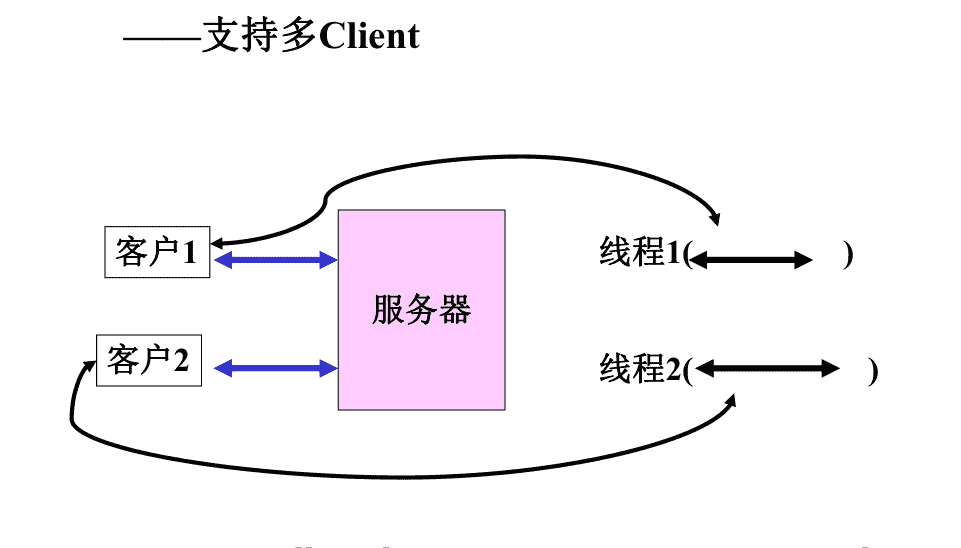 ——支持多Client
客户1
线程1( )
服务器
客户2
线程2( )